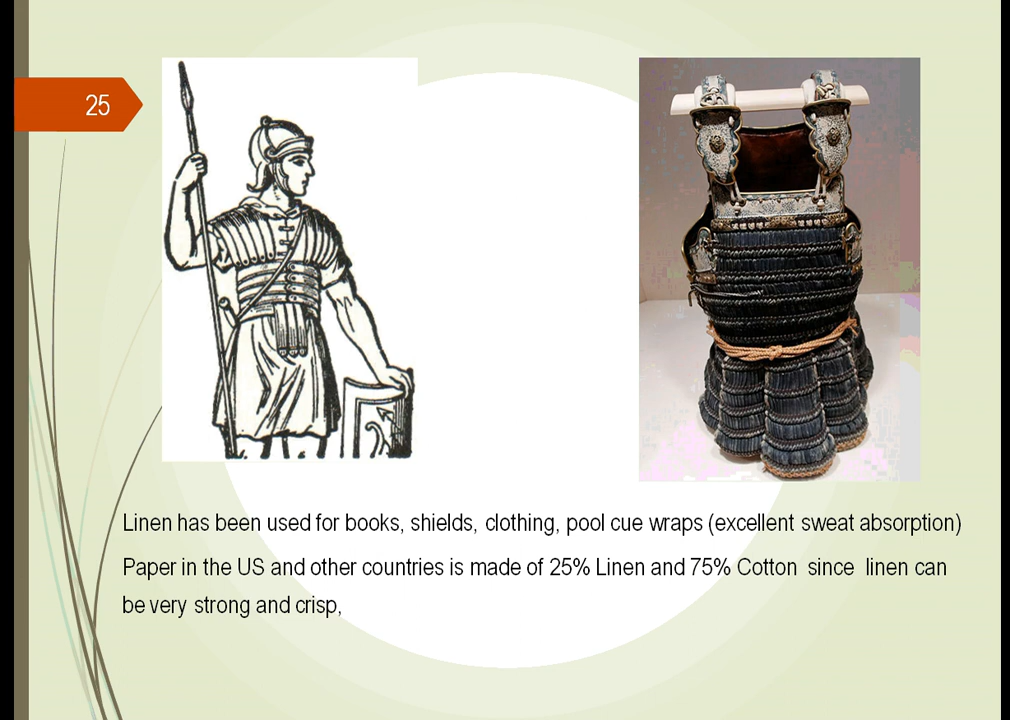 25
Linen has been used for books, shields, clothing, pool cue wraps (excellent sweat absorption)
Paper in the US and other countries is made of 25% Linen and 75% Cotton since linen can
be very strong and crisp,